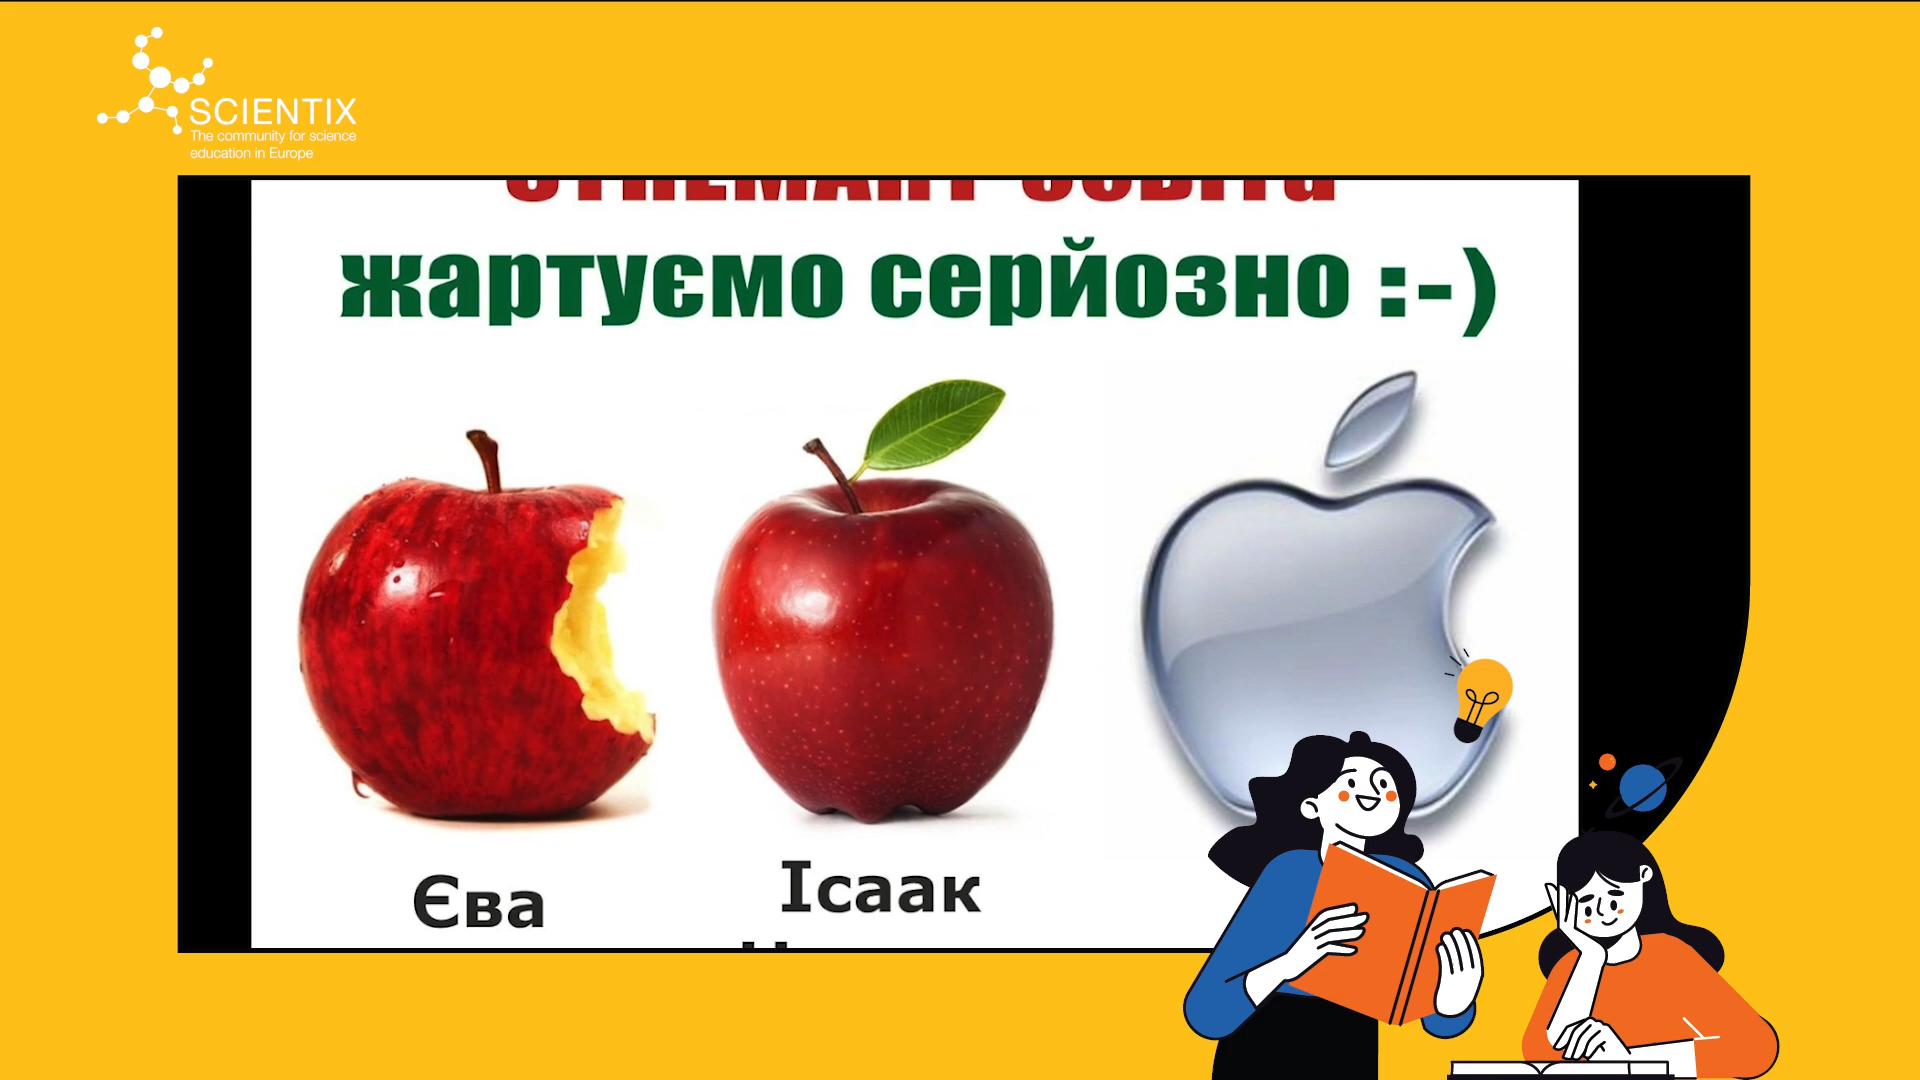 SCIENTIX
The community for science
education in Europe
жартуємо серйозно :-)
Єва
Ісаак